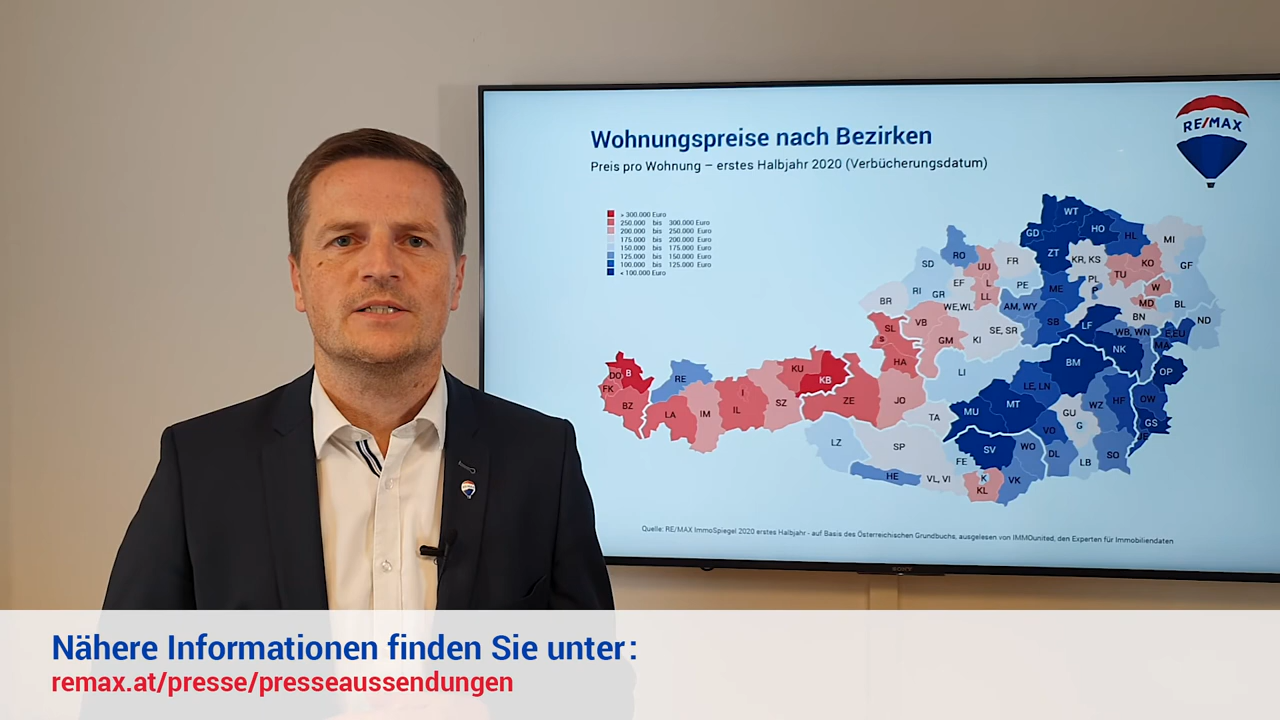 RE/MAX
Wohnungspreise nach Bezirken
Preis pro Wohnung – erstes Halbjahr 2020 (Verbücherungsdatum)
> 300.000 Euro
250.000 bis 300.000 Euro
200.000 bis 250.000 Euro
175.000 bis 200.000 Euro
150.000 bis 175.000 Euro
125.000 bis 150.000 Euro
100.000 bis 125.000 Euro
< 100.000 Euro
WT
GD HO HL MI
RO ZT KR, KS KO
SD UU FR TU GF
RI GR EF L PE ME PL P W
BR WE,WL LL AM, WY MD BL
SL VB SE, SR SB LF BN ND
S GM KI WB, WN E,EU
HA NK MA
DO B RE KU KB LI BM OP
FK ZE JO LE, LN
BZ LA IM IL I SZ MU MT GU WZ HF OW
TA G GS
LZ SP SV WO VO DL JE
HE FE LB SO
VL, VI K VK
KL
Quelle: RE/MAX ImmoSpiegel 2020 erstes Halbjahr - auf Basis des Österreichischen Grundbuchs, ausgelesen von IMMOunited, den Experten für Immobiliendaten
SONY
Nähere Informationen finden Sie unter:
remax.at/presse/presseaussendungen